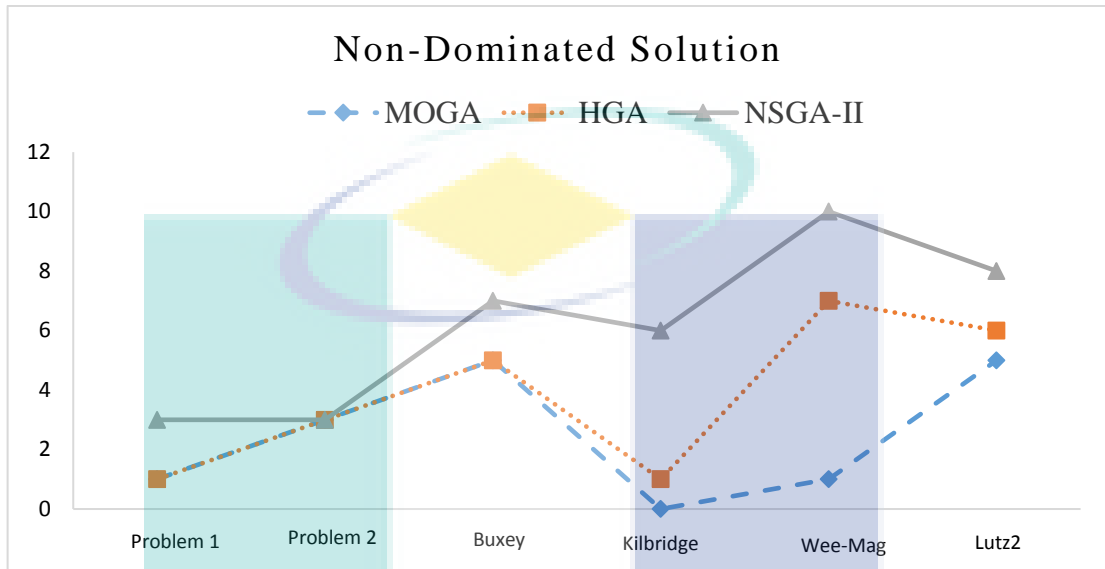 Non-Dominated Solution
MOGA HGA NSGA-II
12
10
8
6
4
2
0
Problem 1 Problem 2 Buxey Kilbridge Wee-Mag Lutz2